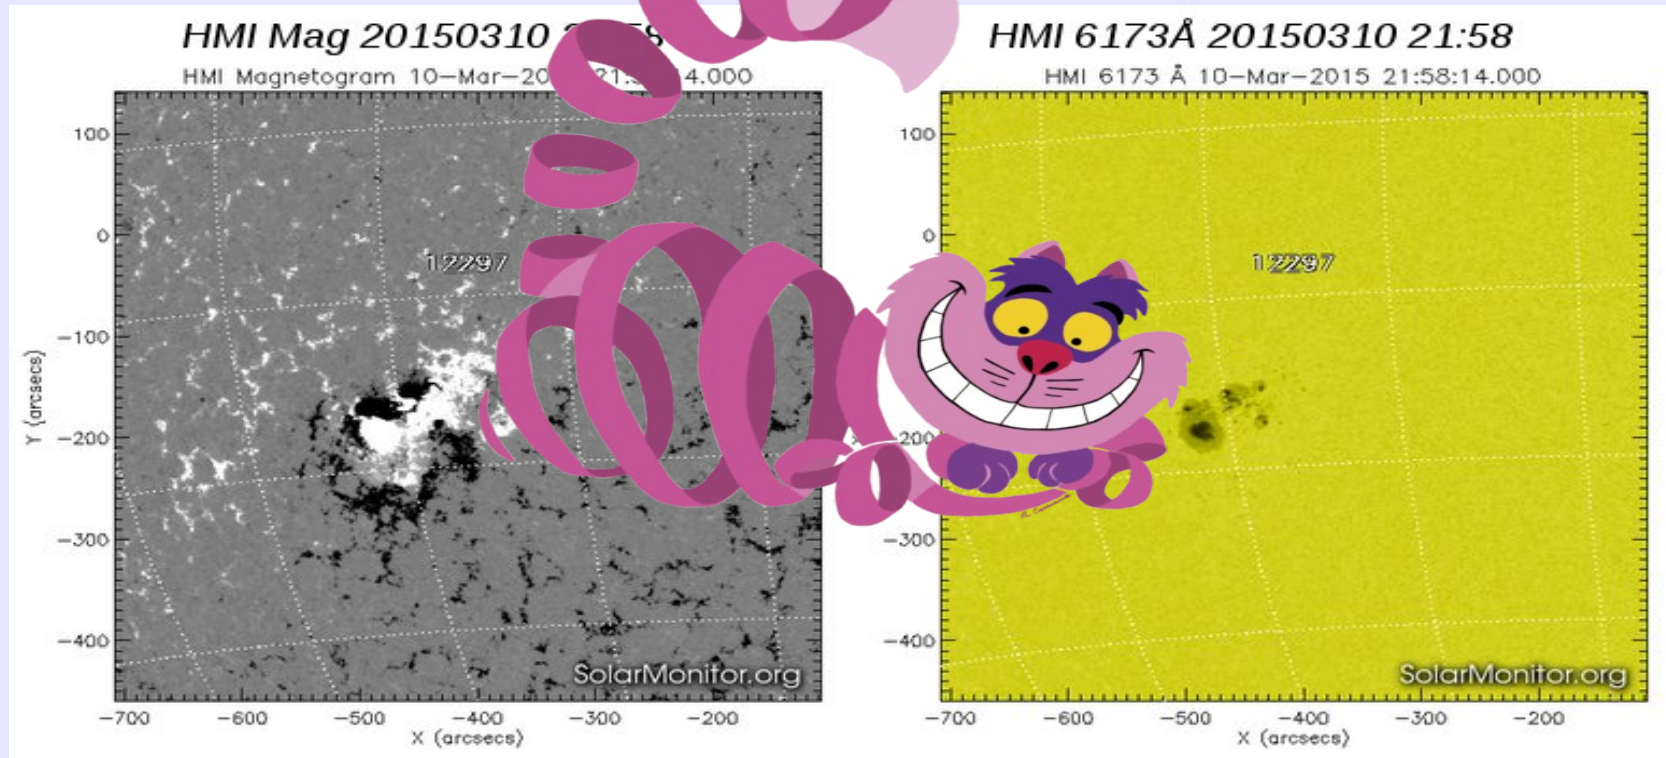 HMI Mag 20150310
HMI 6173Å 20150310 21:58
HMI Magnetogram 10-Mar-20 21: 4.000
HMI 6173 Å 10-Mar-2015 21:58:14.000
100
0
-100
-200
-300
-400
Y (arcsecs)
12297
SolarMonitor.org
-700 -600 -500 -400 -300 -200
X (arcsecs)
100
0
-200
-300
-400
12297
SolarMonitor.org
-700 -600 -500 -400 -300 -200
X (arcsecs)